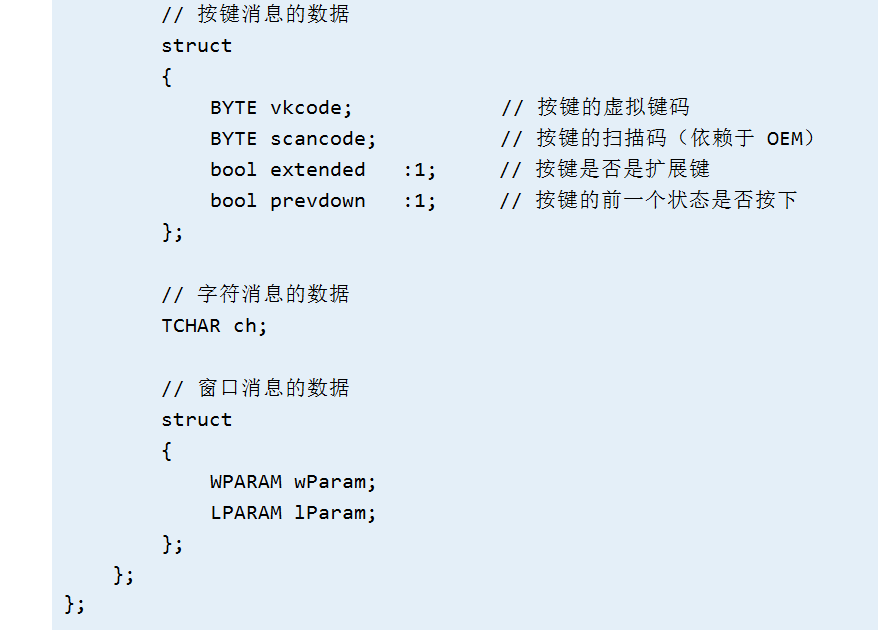 // 按键消息的数据
struct
{
BYTE vkcode; // 按键的虚拟键码
BYTE scancode; // 按键的扫描码（依赖于 OEM）
bool extended :1; // 按键是否是扩展键
bool prevdown :1; // 按键的前一个状态是否按下
};
// 字符消息的数据
TCHAR ch;
// 窗口消息的数据
struct
{
WPARAM wParam;
LPARAM lParam;
};
};
};